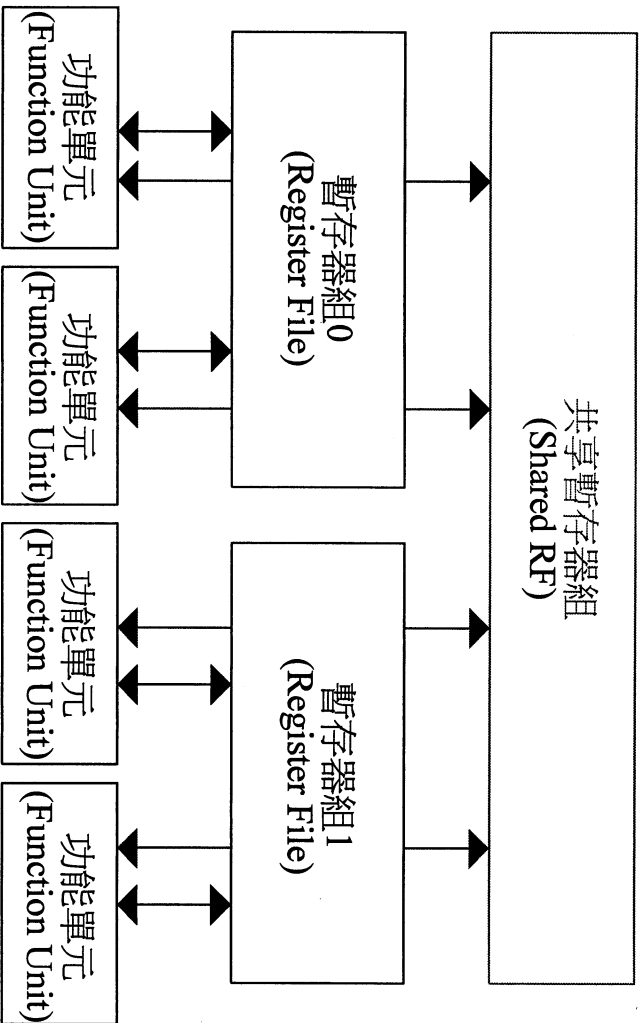 共享暫存器組
(Shared RF)
暫存器組0
(Register File)
暫存器組1
(Register File)
功能單元
(Function Unit)
功能單元
(Function Unit)
功能單元
(Function Unit)
功能單元
(Function Unit)